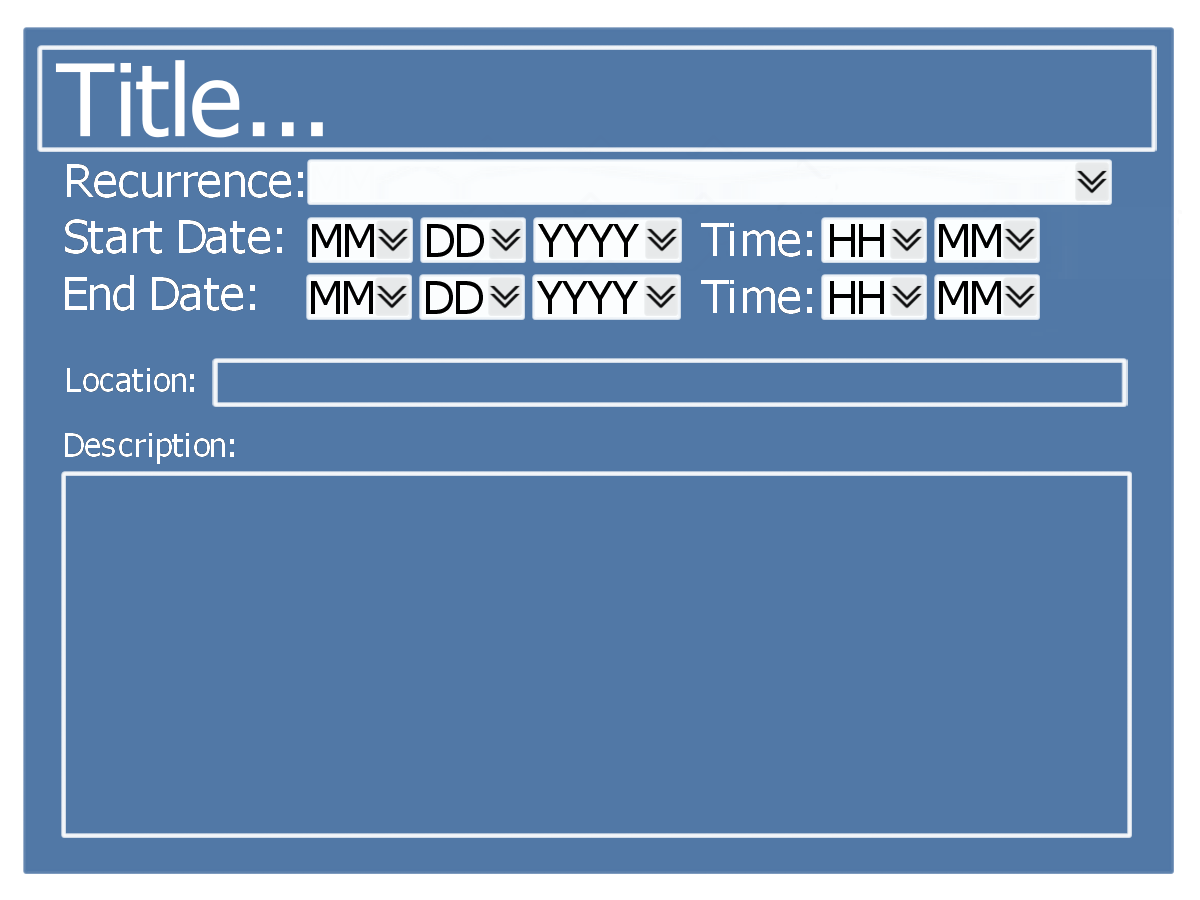 Title...
Recurrence:
Start Date: MM DD YYYY Time: HH MM
End Date: MM DD YYYY Time: HH MM
Location:
Description: